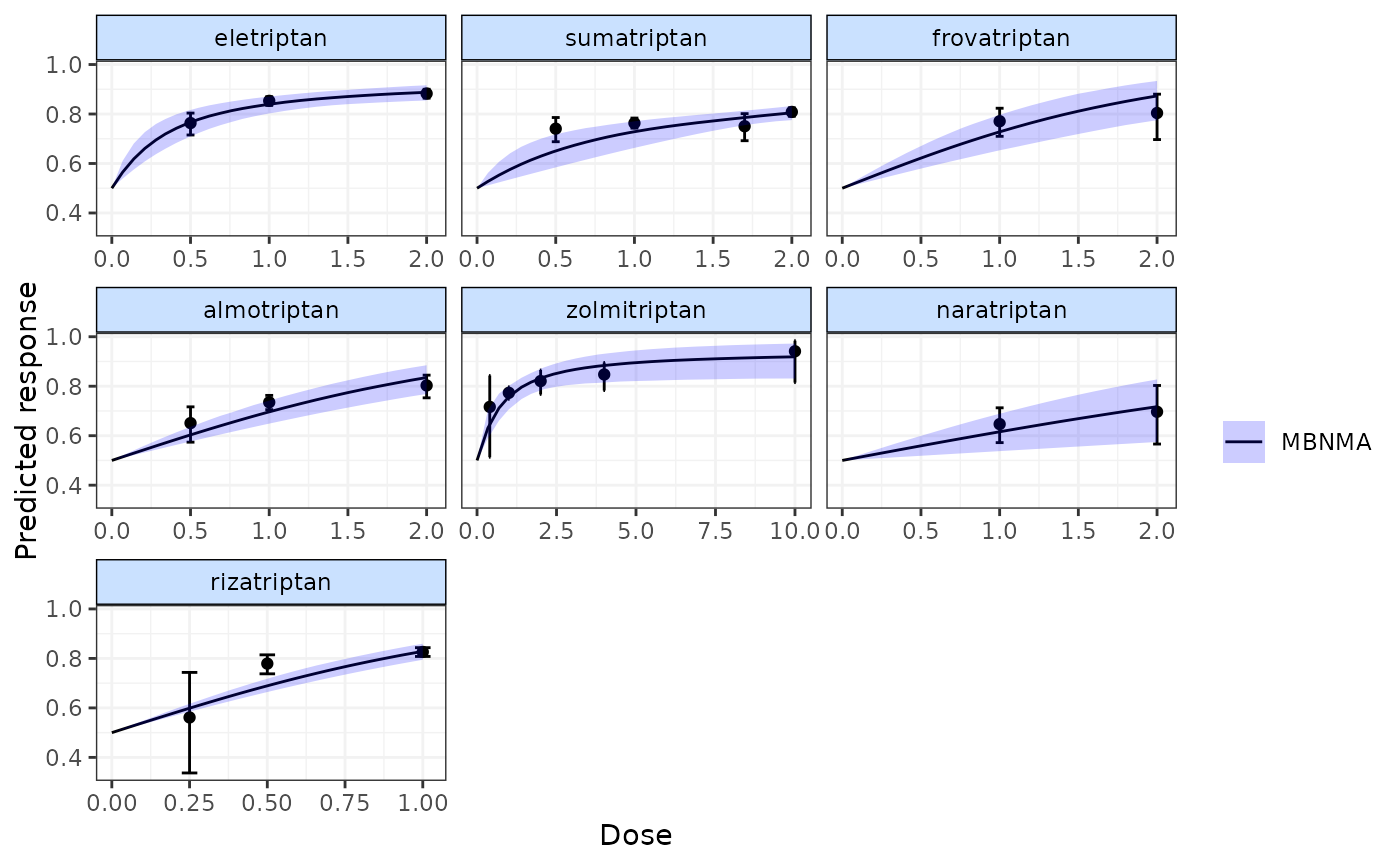 eletriptan sumatriptan frovatriptan
1.0
0.8
0.6
0.4
0.0 0.5 1.0 1.5 2.0 0.0 0.5 1.0 1.5 2.0 0.0 0.5 1.0 1.5 2.0
almotriptan zolmitriptan naratriptan
1.0
0.8
0.6
0.4
0.0 0.5 1.0 1.5 2.0 0.0 2.5 5.0 7.5 10.0 0.0 0.5 1.0 1.5 2.0
rizatriptan
1.0
0.8
0.6
0.4
0.00 0.25 0.50 0.75 1.00
Predicted response
Dose
MBNMA